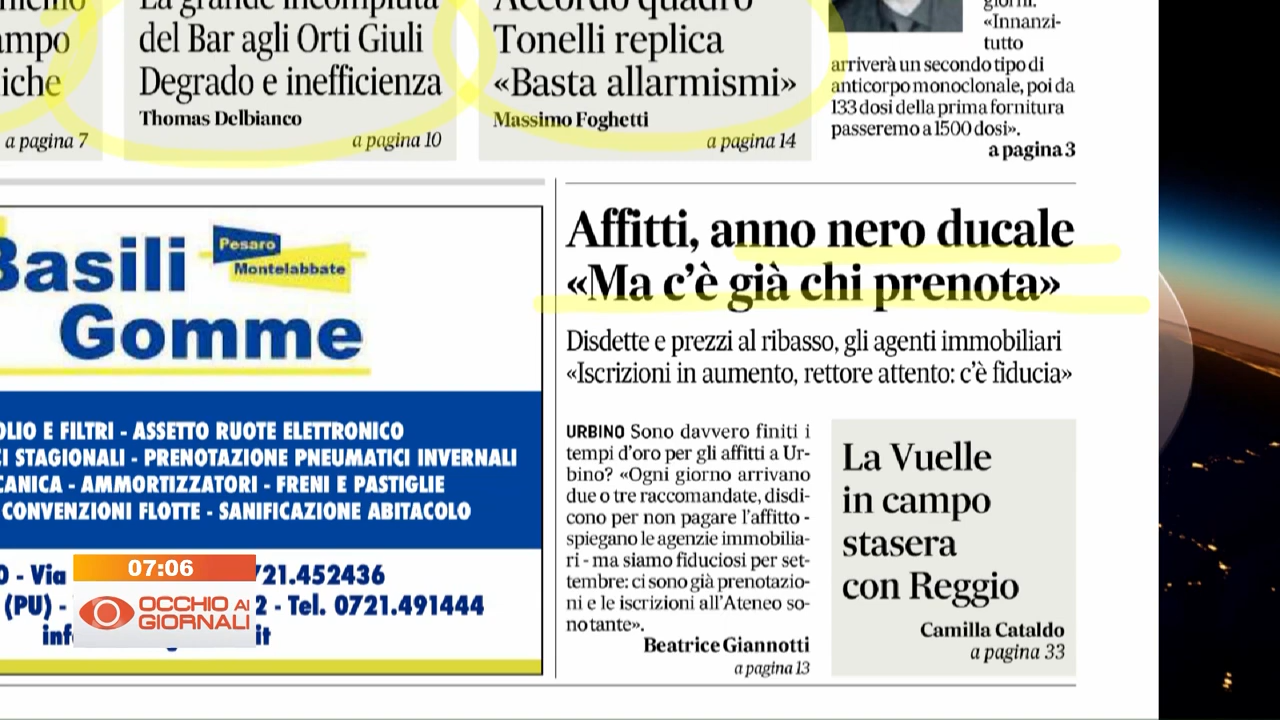 ampo
iche
a pagina 7
La grande incompiuta
del Bar agli Orti Giuli
Degrado e inefficienza
Thomas Delbianco
a pagina 10
Accordo quadro
Tonelli replica
«Basta allarmismi»
Massimo Foghetti
a pagina 14
giorni.
«Innanzi-
tutto
arriverà un secondo tipo di
anticorpo monoclonale, poi da
133 dosi della prima fornitura
passeremo a 1500 dosi».
a pagina 3
Basili
Gomme
Pesaro
Montelabbate
OLIO E FILTRI - ASSETTO RUOTE ELETTRONICO
CI STAGIONALI - PRENOTAZIONE PNEUMATICI INVERNALI
CANICA - AMMORTIZZATORI - FRENI E PASTIGLIE
CONVENZIONI FLOTTE - SANIFICAZIONE ABITACOLO
O - Via 721.452436
(PU) - 2 - Tel. 0721.491444
inf it
07:06
OCCHIO AI
GIORNALI
Affitti, anno nero ducale
«Ma c'è già chi prenota»
Disdette e prezzi al ribasso, gli agenti immobiliari
«Iscrizioni in aumento, rettore attento: c'è fiducia»
URBINO Sono davvero finiti i
tempi d'oro per gli affitti a Ur-
bino? «Ogni giorno arrivano
due o tre raccomandate, disdi-
cono per non pagare l'affitto -
spiegano le agenzie immobilia-
ri - ma siamo fiduciosi per set-
tembre: ci sono già prenotazio-
ni e le iscrizioni all'Ateneo so-
no tante».
Beatrice Giannotti
a pagina 13
La Vuelle
in campo
stasera
con Reggio
Camilla Cataldo
a pagina 33